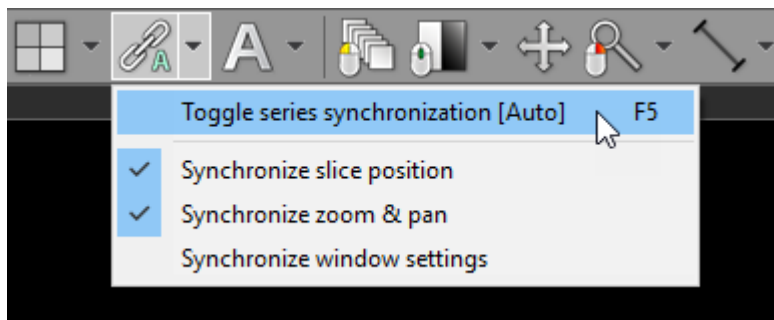 A
A
Toggle series synchronization [Auto] F5
Synchronize slice position
Synchronize zoom & pan
Synchronize window settings